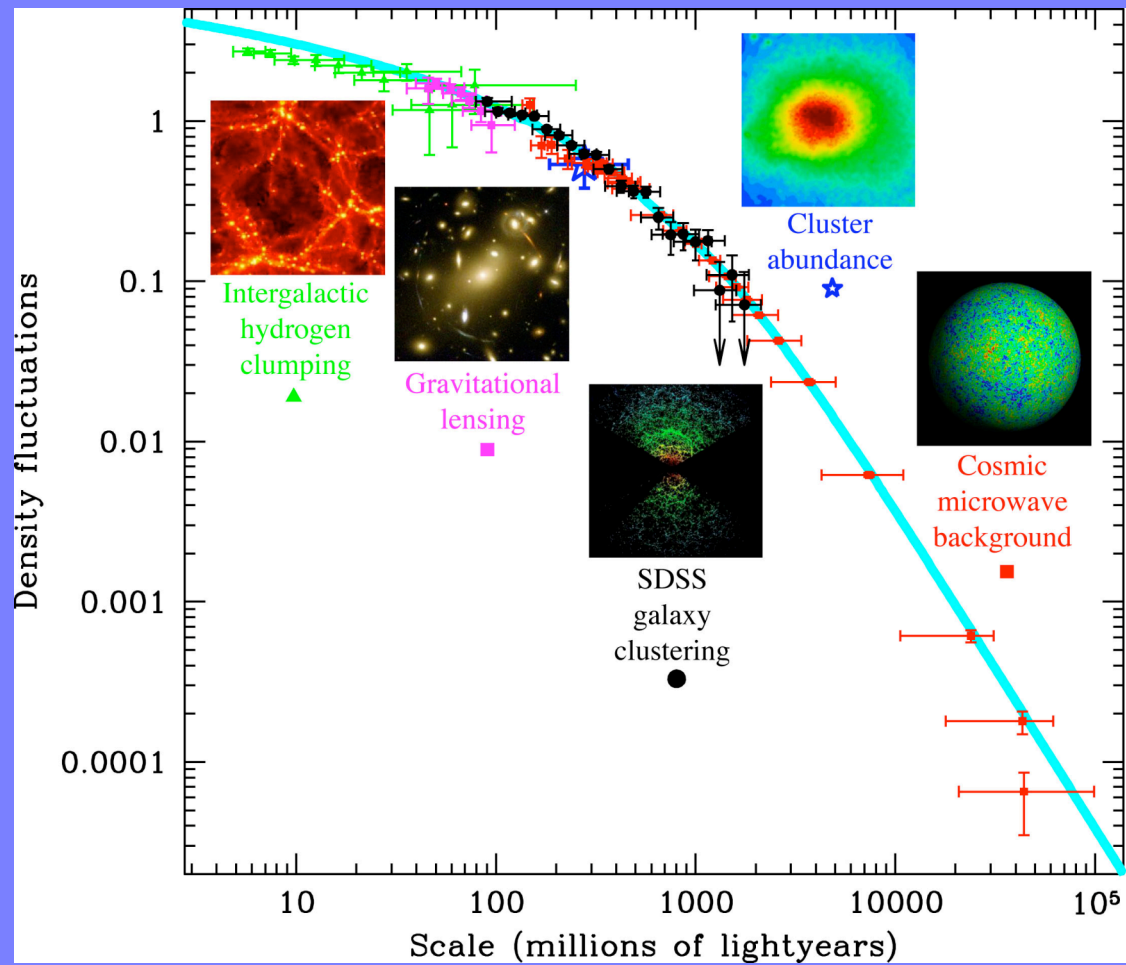 1
0.1
0.01
0.001
0.0001
Density fluctuations
Intergalactic
hydrogen
clumping
Gravitational
lensing
SDSS
galaxy
clustering
Cluster
abundance
Cosmic
microwave
background
10
100
1000
10000
10⁵
Scale (millions of lightyears)